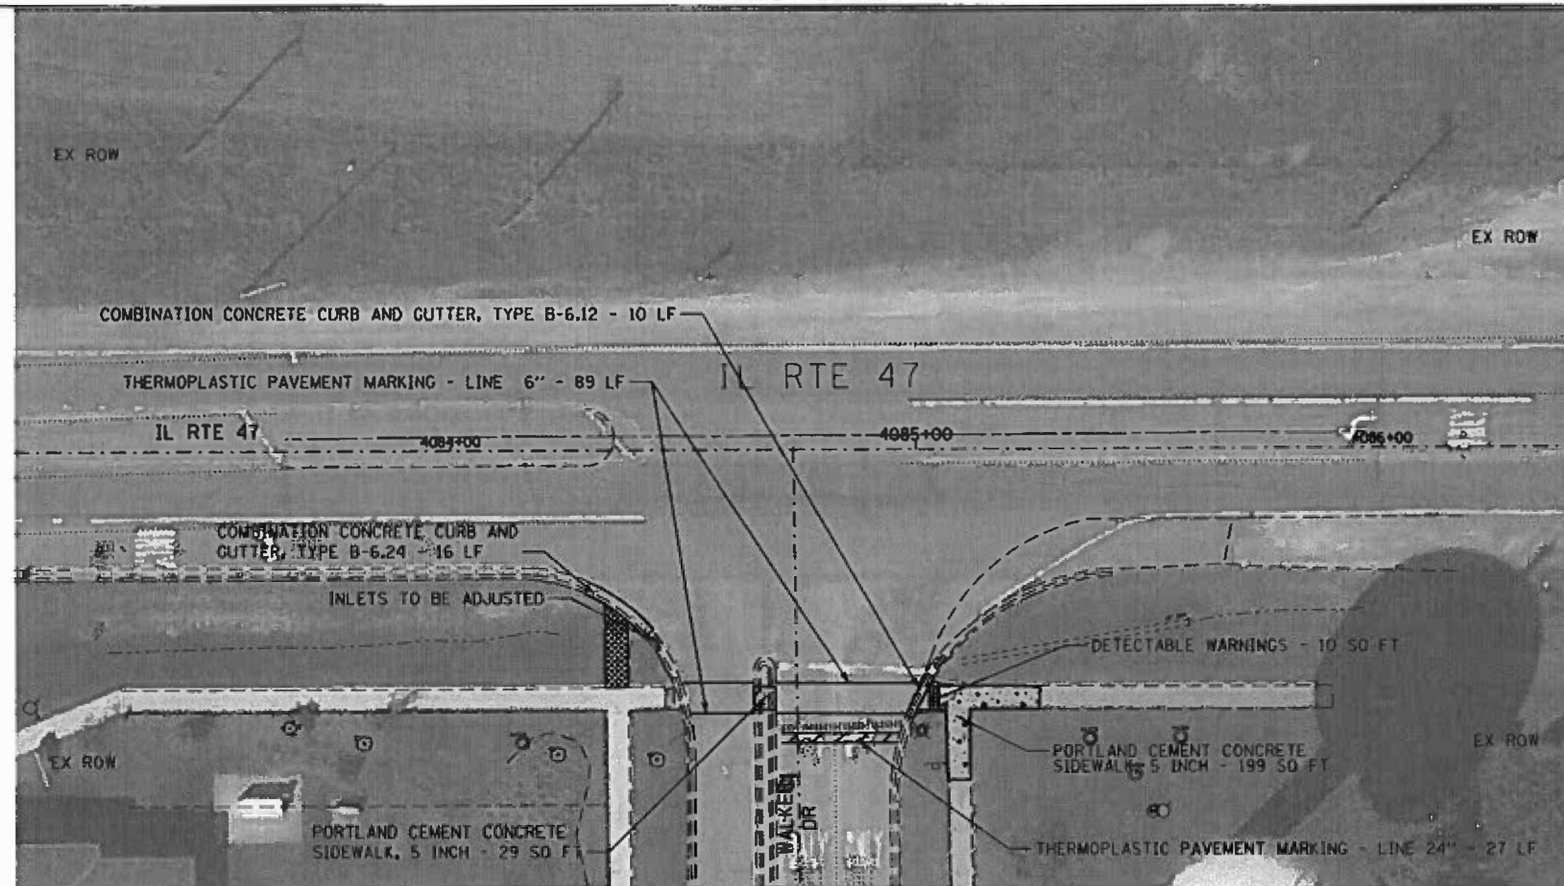 EX ROW
EX ROW
COMBINATION CONCRETE CURB AND GUTTER, TYPE B-6.12 - 10 LF
IL RTE 47
THERMOPLASTIC PAVEMENT MARKING - LINE 6" - 89 LF
IL RTE 47
4084+00
4085+00
4086+00
COMBINATION CONCRETE CURB AND
GUTTER, TYPE B-6.24 - 16 LF
INLETS TO BE ADJUSTED
DETECTABLE WARNINGS - 10 SQ FT
PORTLAND CEMENT CONCRETE
SIDEWALK, 5 INCH - 199 SQ FT
EX ROW
EX ROW
WALKER
DR
PORTLAND CEMENT CONCRETE
SIDEWALK, 5 INCH - 29 SQ FT
THERMOPLASTIC PAVEMENT MARKING - LINE 24" - 27 LF